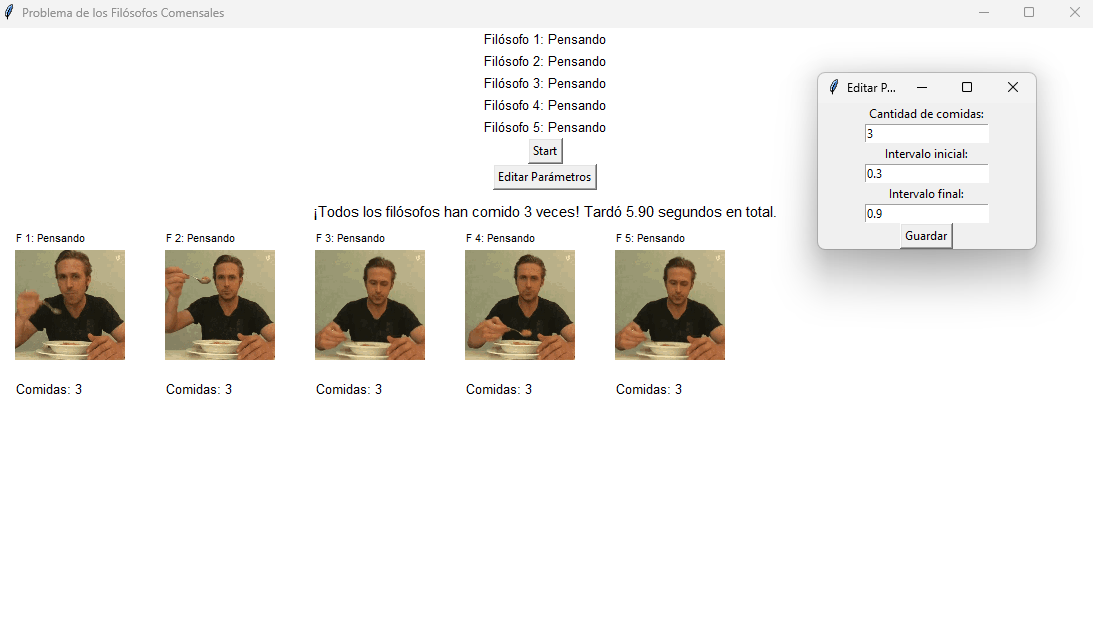 Problema de los Filósofos Comensales
Filósofo 1: Pensando
Filósofo 2: Pensando
Filósofo 3: Pensando
Filósofo 4: Pensando
Filósofo 5: Pensando
Start
Editar Parámetros
¡Todos los filósofos han comido 3 veces! Tardó 5.90 segundos en total.
F 1: Pensando
F 2: Pensando
F 3: Pensando
F 4: Pensando
F 5: Pensando
Comidas: 3
Comidas: 3
Comidas: 3
Comidas: 3
Comidas: 3
Editar P...
Cantidad de comidas:
3
Intervalo inicial:
0.3
Intervalo final:
0.9
Guardar